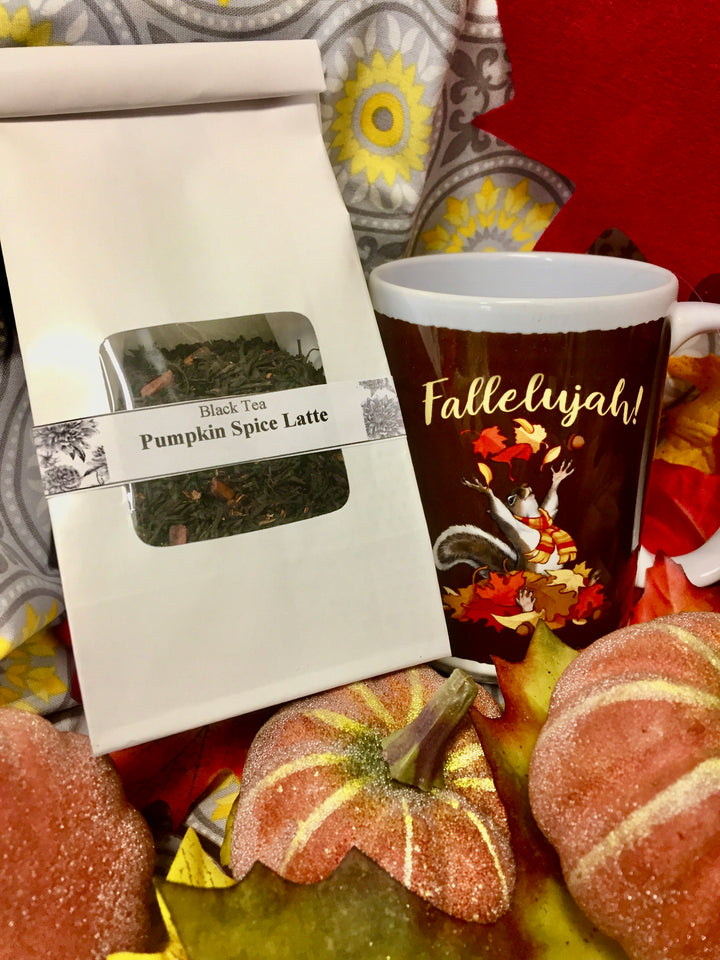 Black Tea
Pumpkin Spice Latte
Fallelujah!